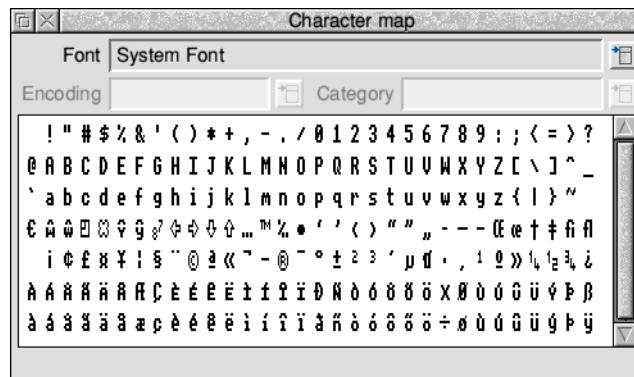 Character map
Font System Font
Encoding Category
! " # $ % & ' ( ) * + , - . / 0 1 2 3 4 5 6 7 8 9 : ; < = > ?
@ A B C D E F G H I J K L M N O P Q R S T U V W X Y Z [ \ ] ^ _
` a b c d e f g h i j k l m n o p q r s t u v w x y z { | } ~
€ Ŵ ŵ Ŷ ŷ … ™ ‰ • ‘ ’ ‹ › “ ” „ – — − Œ œ † ‡ fi fl
¡ ¢ £ ¤ ¥ ¦ § ¨ © ª « ¬ - ® ¯ ° ± ² ³ ´ µ ¶ · ¸ ¹ º » ¼ ½ ¾ ¿
À Á Â Ã Ä Å Æ Ç È É Ê Ë Ì Í Î Ï Ð Ñ Ò Ó Ô Õ Ö × Ø Ù Ú Û Ü Ý Þ ß
à á â ã ä å æ ç è é ê ë ì í î ï ð ñ ò ó ô õ ö ÷ ø ù ú û ü ý þ ÿ